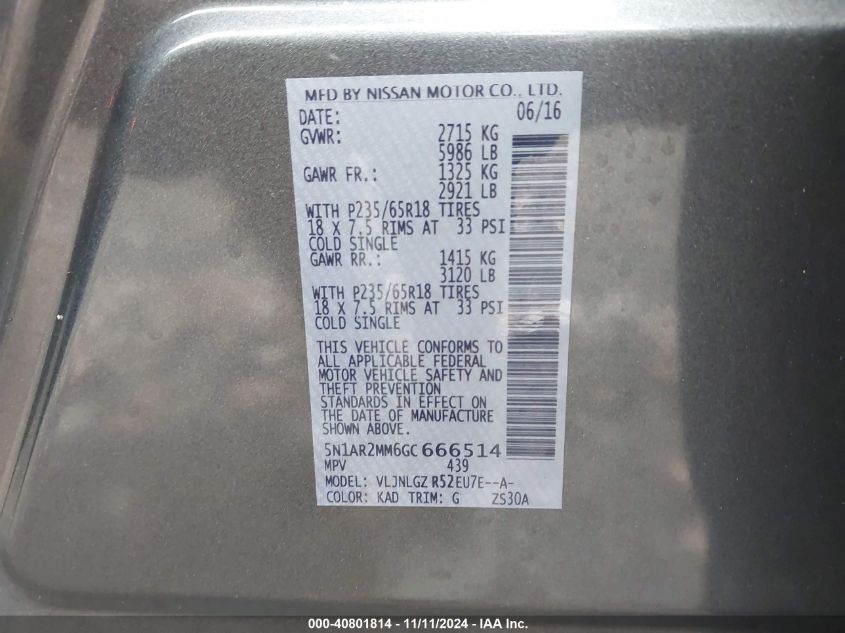 MFD BY NISSAN MOTOR CO., LTD.
DATE: 06/16
GVWR: 2715 KG
5986 LB
GAWR FR.: 1325 KG
2921 LB
WITH P235/65R18 TIRES
18 X 7.5 RIMS AT 33 PSI
COLD SINGLE
GAWR RR.: 1415 KG
3120 LB
WITH P235/65R18 TIRES
18 X 7.5 RIMS AT 33 PSI
COLD SINGLE
THIS VEHICLE CONFORMS TO
ALL APPLICABLE FEDERAL
MOTOR VEHICLE SAFETY AND
THEFT PREVENTION
STANDARDS IN EFFECT ON
THE DATE OF MANUFACTURE
SHOWN ABOVE.
5N1AR2MM6GC666514
MPV 439
MODEL: VLJNLGZ R52EU7E--A-
COLOR: KAD TRIM: G ZS30A
000-40801814 - 11/11/2024 - IAAI Inc.